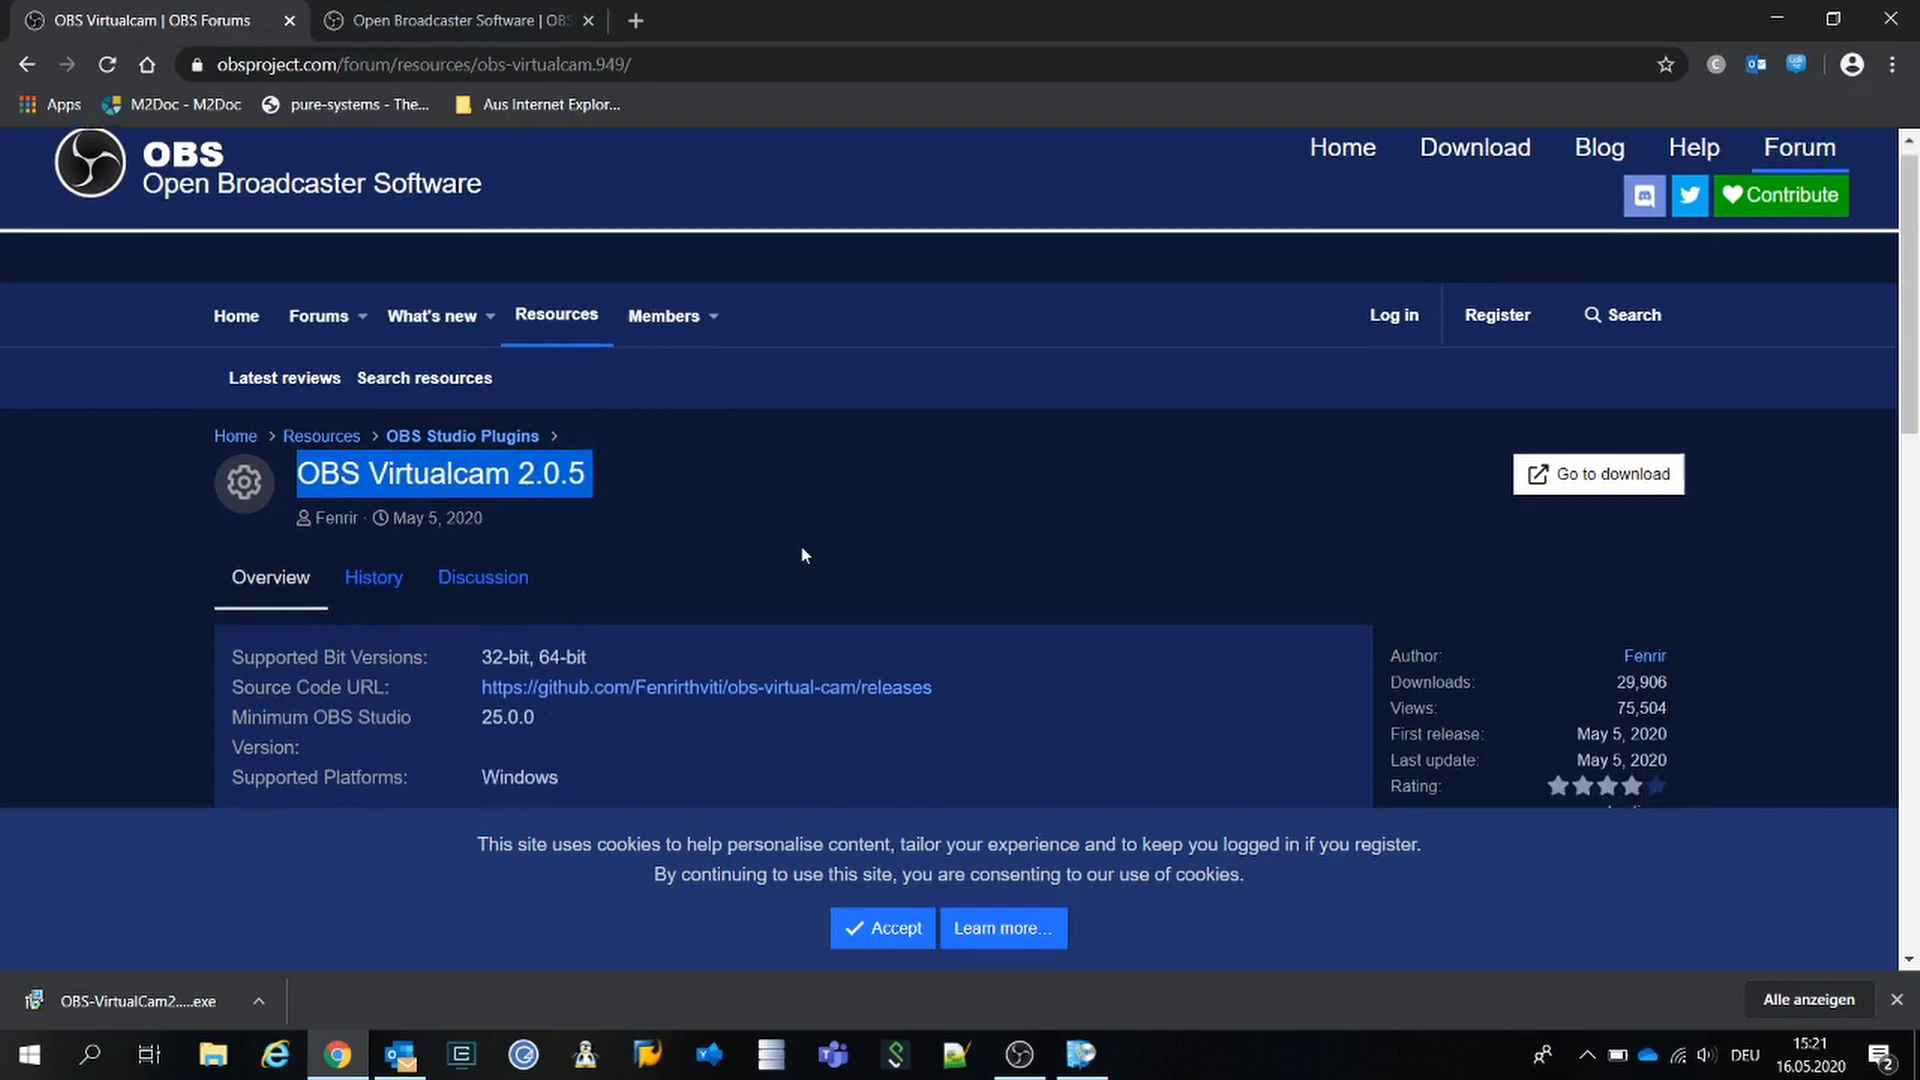 OBS Virtualcam | OBS Forums
Open Broadcaster Software | OBS
obsproject.com/forum/resources/obs-virtualcam.949/
Apps
M2Doc - M2Doc
pure-systems - The...
Aus Internet Explor...
OBS
Open Broadcaster Software
Home
Download
Blog
Help
Forum
Contribute
Home
Forums
What's new
Resources
Members
Log in
Register
Search
Latest reviews
Search resources
Home > Resources > OBS Studio Plugins >
OBS Virtualcam 2.0.5
Go to download
Fenrir · May 5, 2020
Overview
History
Discussion
Supported Bit Versions: 32-bit, 64-bit
Source Code URL: https://github.com/Fenrirthviti/obs-virtual-cam/releases
Minimum OBS Studio 25.0.0
Version:
Supported Platforms: Windows
Author: Fenrir
Downloads: 29,906
Views: 75,504
First release: May 5, 2020
Last update: May 5, 2020
Rating:
This site uses cookies to help personalise content, tailor your experience and to keep you logged in if you register.
By continuing to use this site, you are consenting to our use of cookies.
Accept
Learn more...
OBS-VirtualCam2.....exe
Alle anzeigen
DEU
15:21
16.05.2020
2